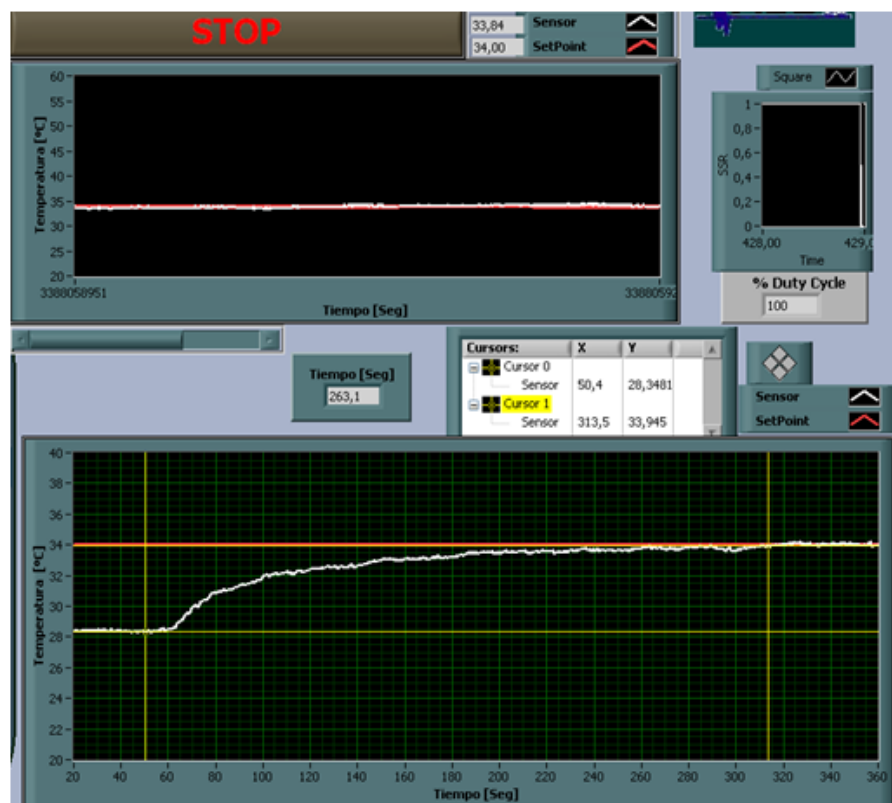 STOP
33,84 Sensor
34,00 SetPoint
Temperatura [ºC]
60
55
50
45
40
35
30
25
20
3388058951
33880592
Tiempo [Seg]
Square
SSR
1
0,8
0,6
0,4
0,2
0
428,00
429,0
Time
% Duty Cycle
100
Tiempo [Seg]
263,1
Cursors: X Y
Cursor 0
Sensor 50,4 28,3481
Cursor 1
Sensor 313,5 33,945
Sensor
SetPoint
Temperatura [ºC]
40
38
36
34
32
30
28
26
24
22
20
20 40 60 80 100 120 140 160 180 200 220 240 260 280 300 320 340 360
Tiempo [Seg]